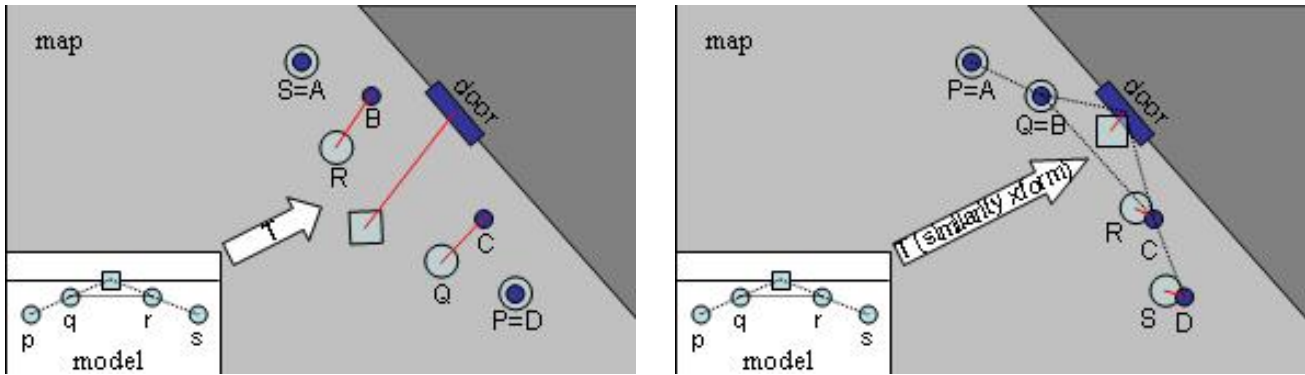 map
S=A
B
door
R
T
C
Q
P=D
p
q
r
s
model
map
P=A
door
Q=B
T (similarity xform)
R
C
S
D
p
q
r
s
model